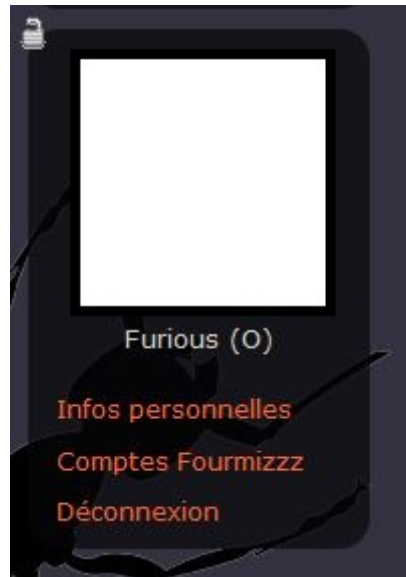 Furious (O)
Infos personnelles
Comptes Fourmizzz
Déconnexion